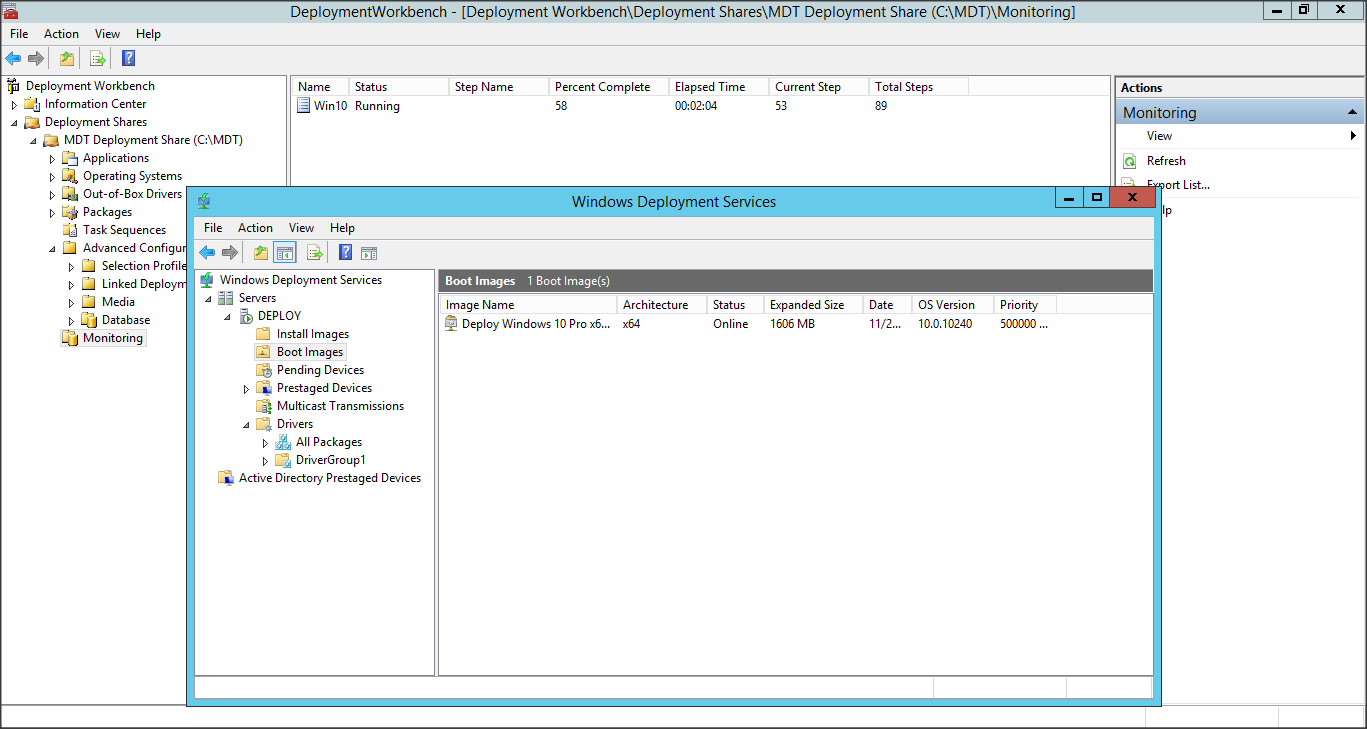 DeploymentWorkbench - [Deployment Workbench\Deployment Shares\MDT Deployment Share (C:\MDT)\Monitoring]
File Action View Help
Deployment Workbench
Information Center
Deployment Shares
MDT Deployment Share (C:\MDT)
Applications
Operating Systems
Out-of-Box Drivers
Packages
Task Sequences
Advanced Configur
Selection Profile
Linked Deploym
Media
Database
Monitoring
Name Status Step Name Percent Complete Elapsed Time Current Step Total Steps
Win10 Running 58 00:02:04 53 89
Actions
Monitoring
View
Refresh
Export List...
lp
Windows Deployment Services
File Action View Help
Windows Deployment Services
Servers
DEPLOY
Install Images
Boot Images
Pending Devices
Prestaged Devices
Multicast Transmissions
Drivers
All Packages
DriverGroup1
Active Directory Prestaged Devices
Boot Images 1 Boot Image(s)
Image Name Architecture Status Expanded Size Date OS Version Priority
Deploy Windows 10 Pro x6... x64 Online 1606 MB 11/2... 10.0.10240 500000 ...